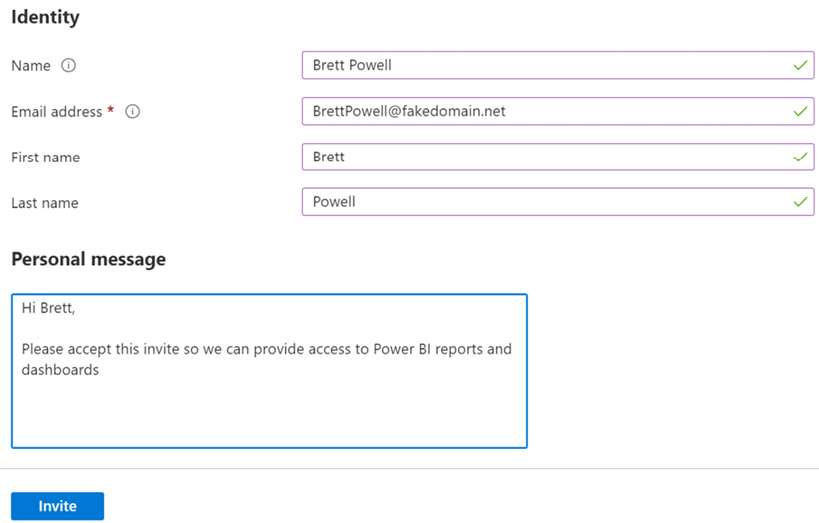 Identity
Name
Brett Powell
Email address *
BrettPowell@fakedomain.net
First name
Brett
Last name
Powell
Personal message
Hi Brett,
Please accept this invite so we can provide access to Power BI reports and
dashboards
Invite